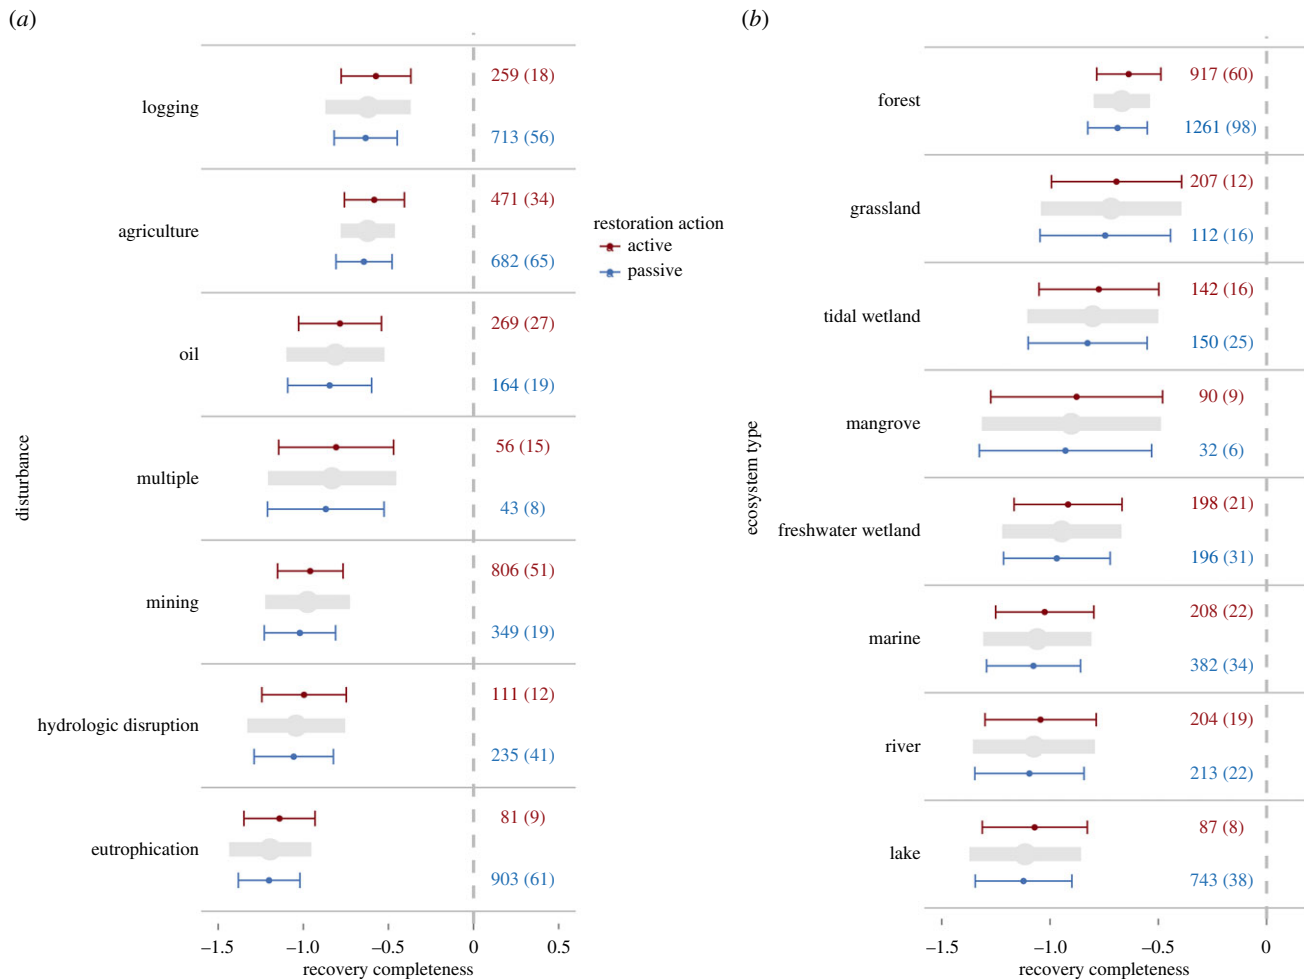 (a)
disturbance
logging
259 (18)
713 (56)
agriculture
471 (34)
682 (65)
oil
269 (27)
164 (19)
multiple
56 (15)
43 (8)
mining
806 (51)
349 (19)
hydrologic disruption
111 (12)
235 (41)
eutrophication
81 (9)
903 (61)
−1.5 −1.0 −0.5 0 0.5
recovery completeness
restoration action
active
passive
(b)
ecosystem type
forest
917 (60)
1261 (98)
grassland
207 (12)
112 (16)
tidal wetland
142 (16)
150 (25)
mangrove
90 (9)
32 (6)
freshwater wetland
198 (21)
196 (31)
marine
208 (22)
382 (34)
river
204 (19)
213 (22)
lake
87 (8)
743 (38)
−1.5 −1.0 −0.5 0
recovery completeness